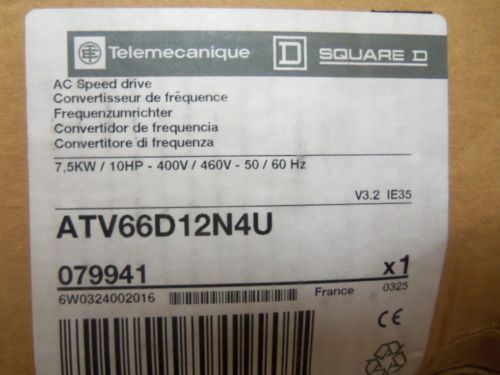 Telemecanique D SQUARE D
AC Speed drive
Convertisseur de fréquence
Frequenzumrichter
Convertidor de frequencia
Convertitore di frequenza
7.5KW / 10HP - 400V / 460V - 50 / 60 Hz
V3.2 IE35
ATV66D12N4U
079941 x1
6W0324002016 France 0325
CE